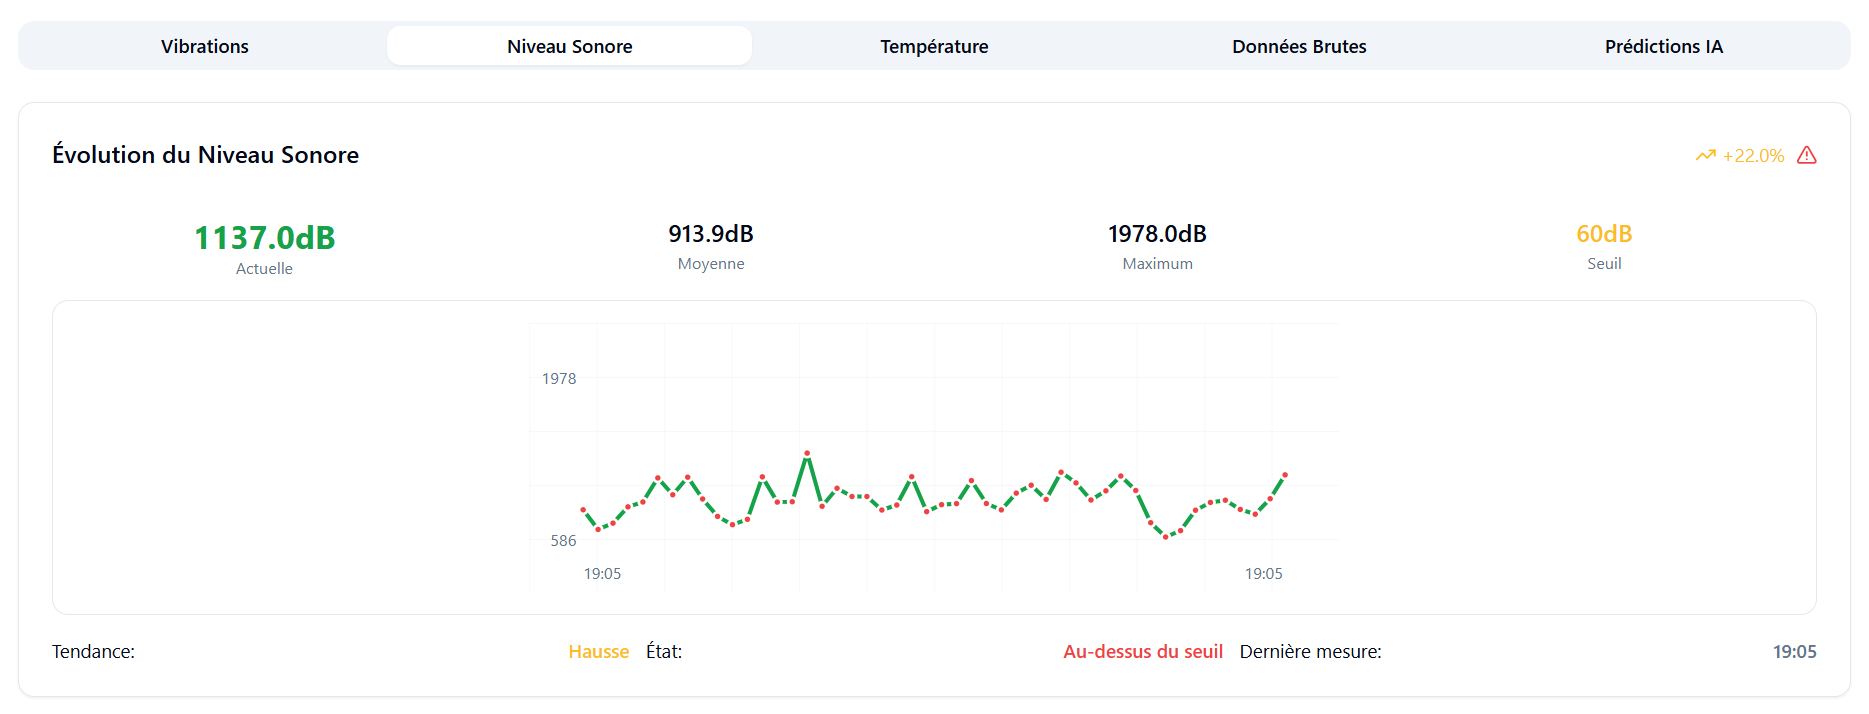 Vibrations
Niveau Sonore
Température
Données Brutes
Prédictions IA
Évolution du Niveau Sonore
+22.0%
1137.0dB
Actuelle
913.9dB
Moyenne
1978.0dB
Maximum
60dB
Seuil
1978
586
19:05
19:05
Tendance: Hausse
État: Au-dessus du seuil
Dernière mesure: 19:05